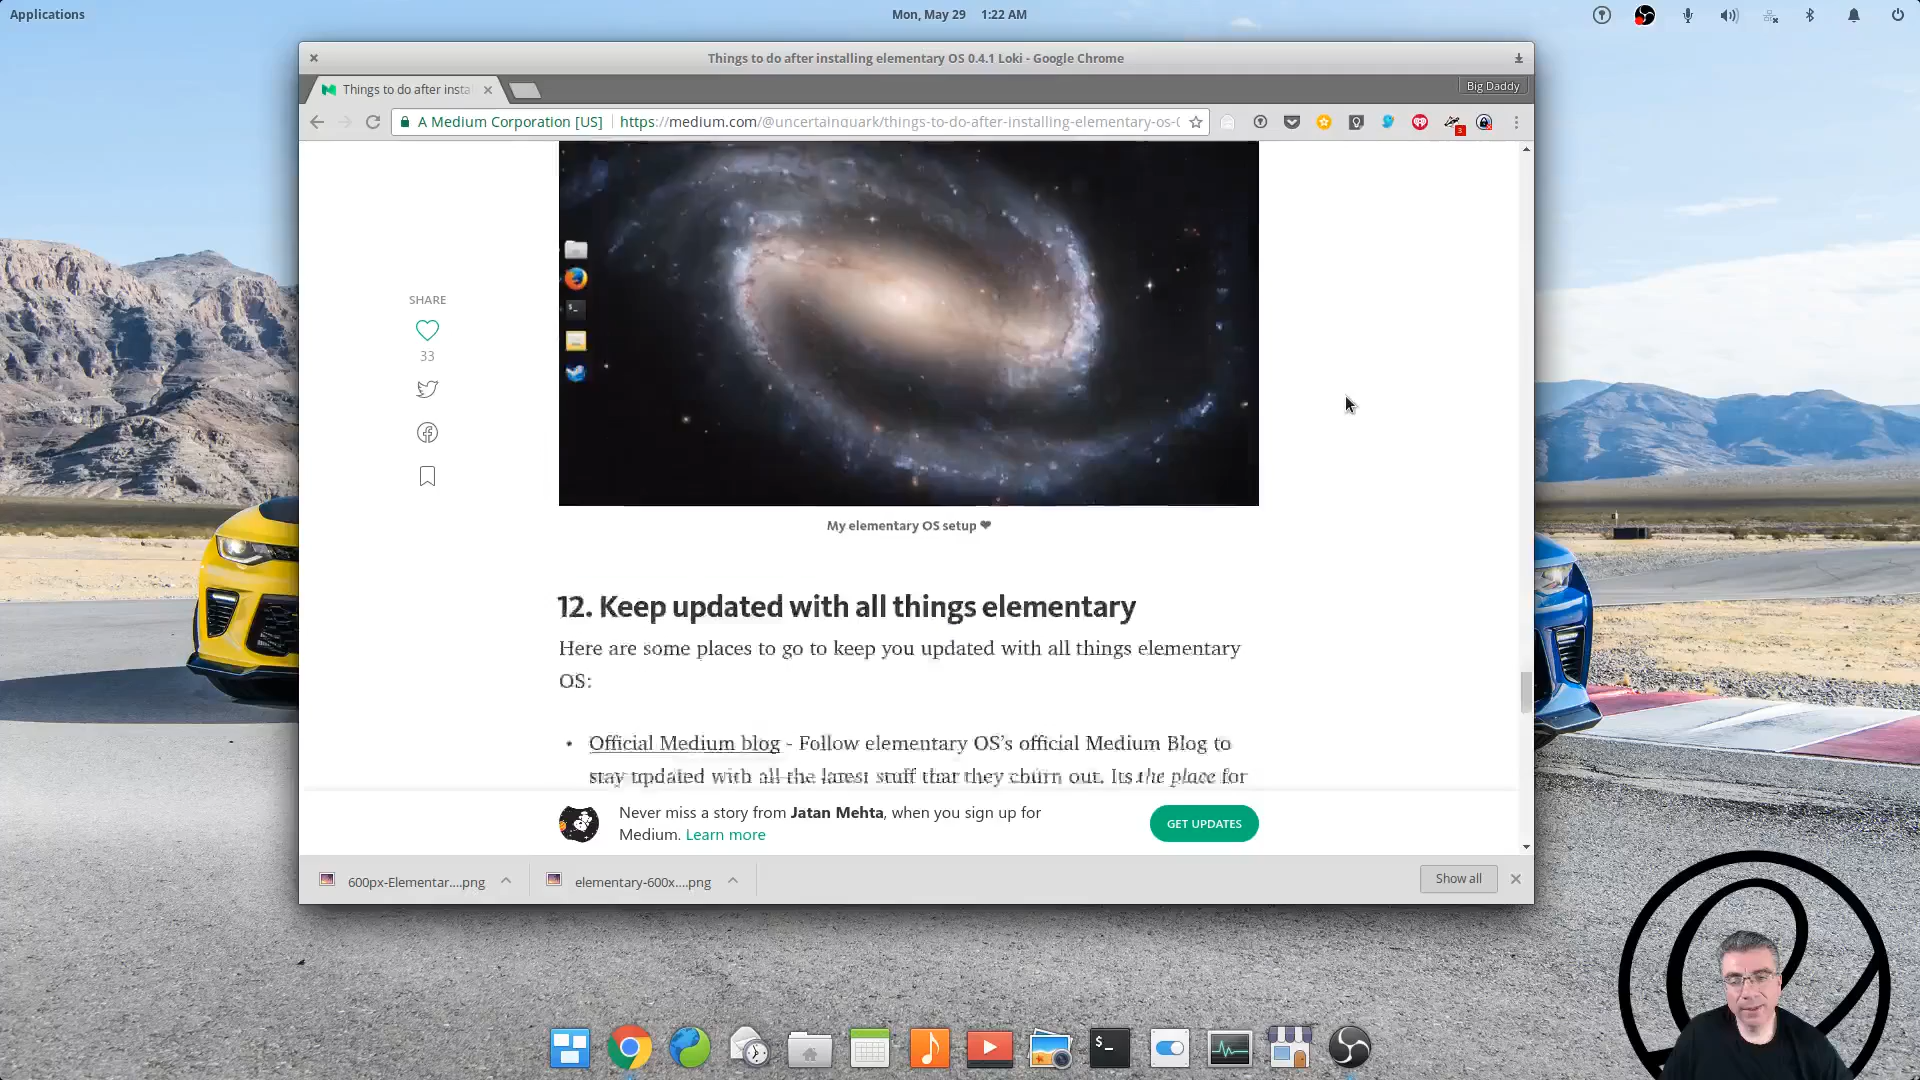 Applications
Mon, May 29 1:22 AM
Things to do after installing elementary OS 0.4.1 Loki - Google Chrome
Things to do after insta
Big Daddy
A Medium Corporation [US] https://medium.com/@uncertainquark/things-to-do-after-installing-elementary-os-0
3
SHARE
33
My elementary OS setup ❤
12. Keep updated with all things elementary
Here are some places to go to keep you updated with all things elementary
OS:
• Official Medium blog - Follow elementary OS's official Medium Blog to
stay updated with all the latest stuff that they churn out. Its the place for
Never miss a story from Jatan Mehta, when you sign up for
Medium. Learn more
GET UPDATES
600px-Elementar....png
elementary-600x....png
Show all